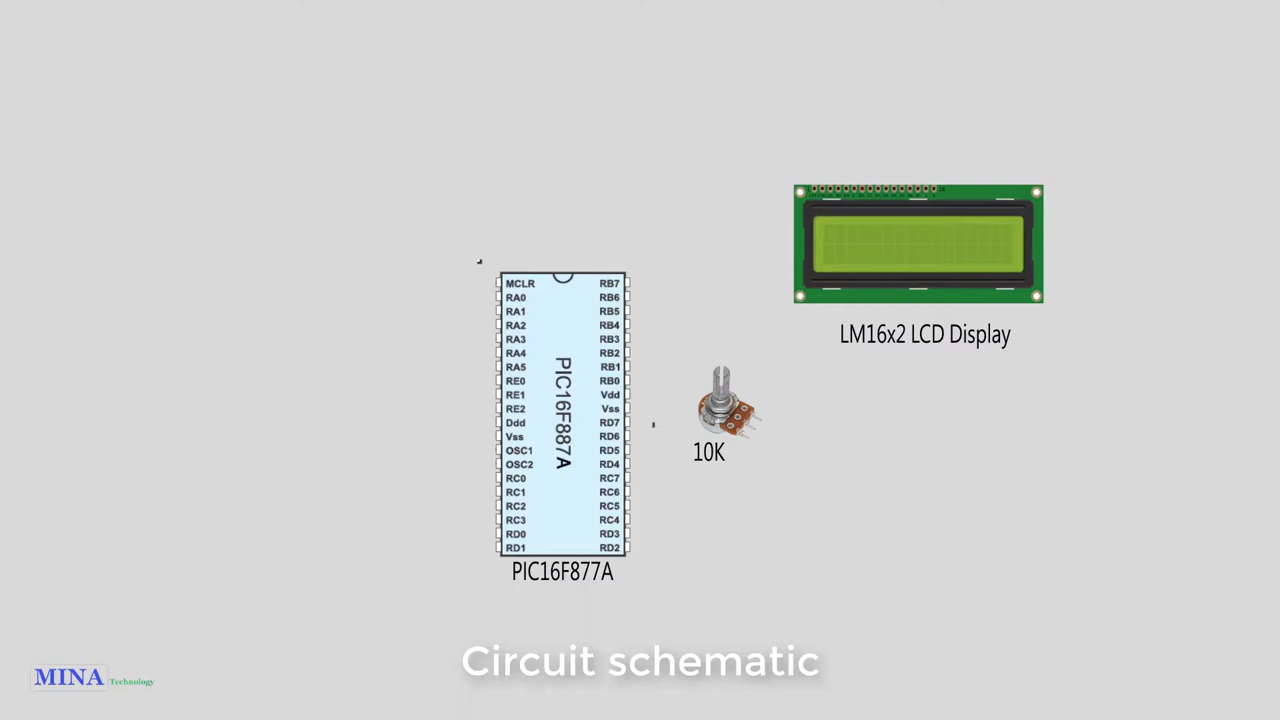 LM16x2 LCD Display
MCLR
RA0
RA1
RA2
RA3
RA4
RA5
RE0
RE1
RE2
Ddd
Vss
OSC1
OSC2
RC0
RC1
RC2
RC3
RD0
RD1
PIC16F887A
RB7
RB6
RB5
RB4
RB3
RB2
RB1
RB0
Vdd
Vss
RD7
RD6
RD5
RD4
RC7
RC6
RC5
RC4
RD3
RD2
10K
PIC16F877A
Circuit schematic
MINA Technology